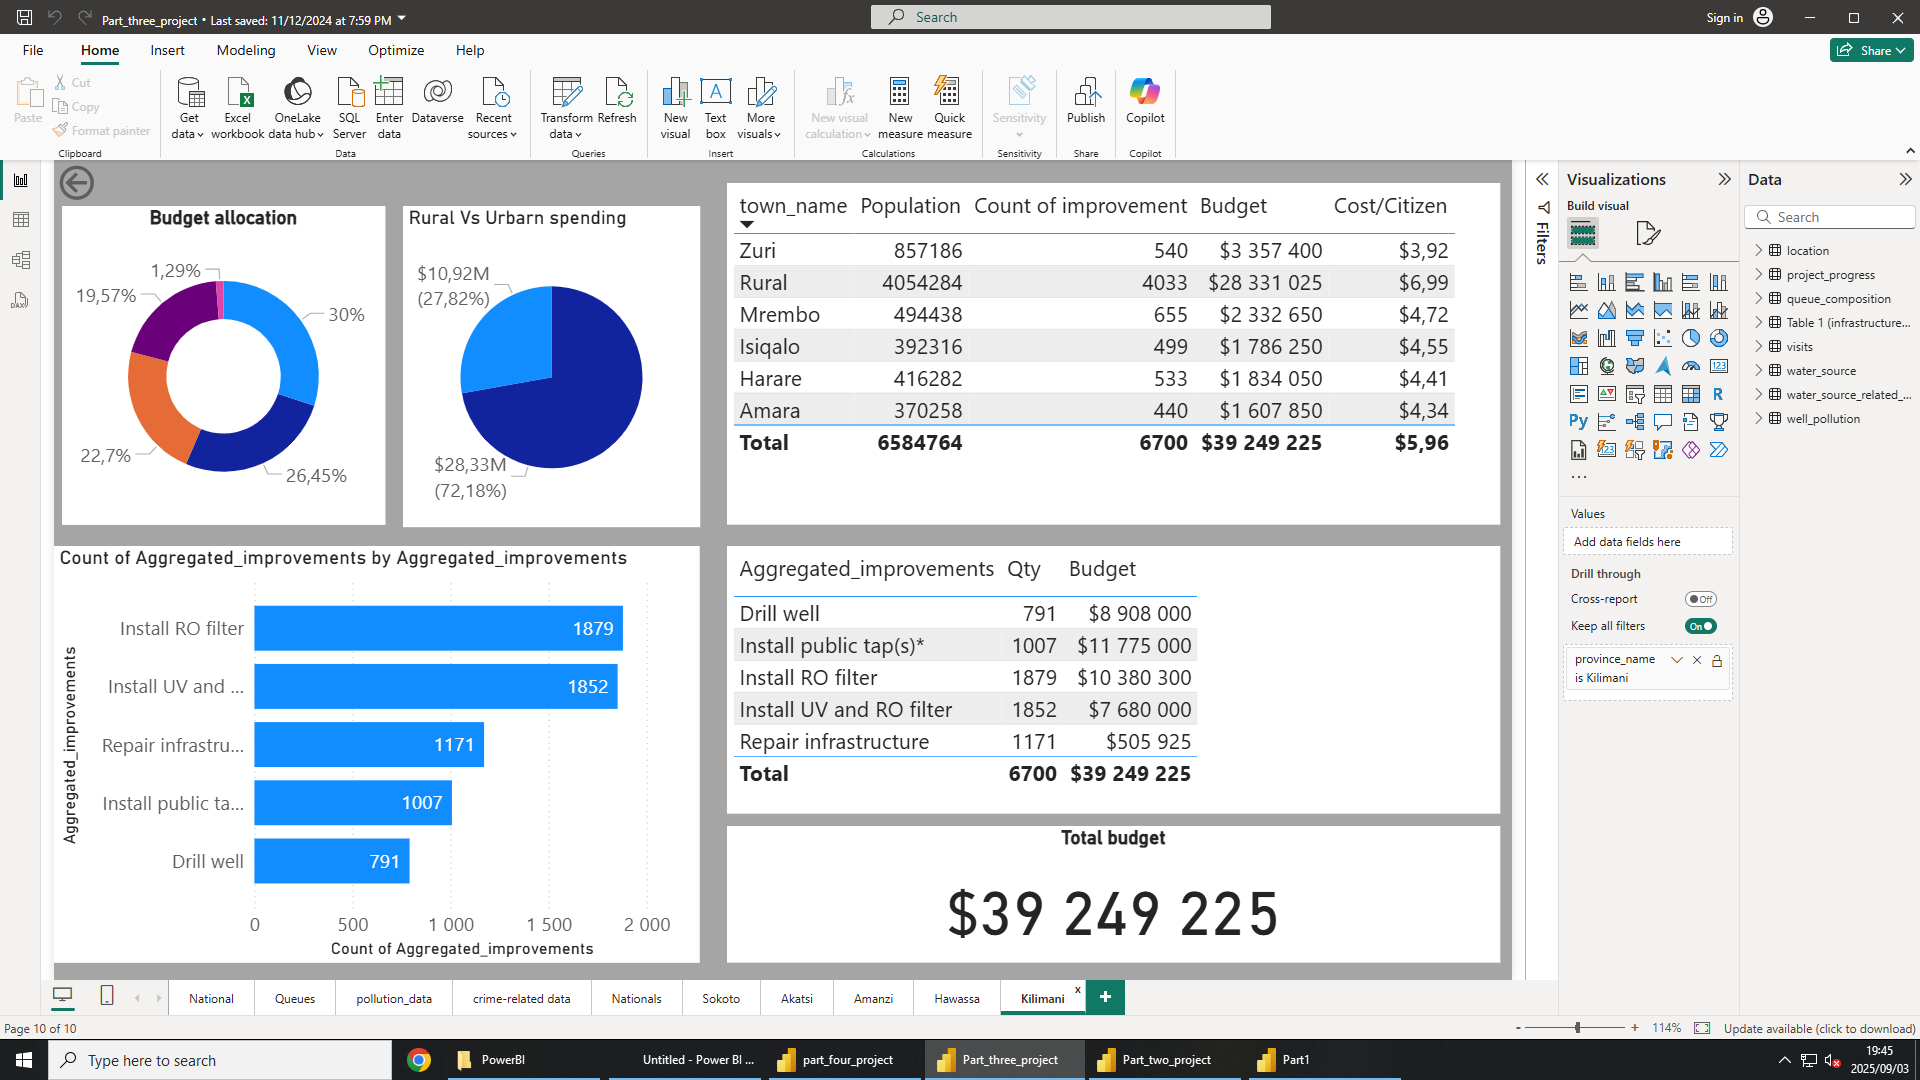 Part_three_project • Last saved: 11/12/2024 at 7:59 PM
Search
Sign in
File Home Insert Modeling View Optimize Help
Share
Paste
Cut
Copy
Format painter
Clipboard
Get data
Excel workbook
OneLake data hub
SQL Server
Enter data
Dataverse
Recent sources
Data
Transform data
Refresh
Queries
New visual
Text box
More visuals
Insert
New visual calculation
New measure
Quick measure
Calculations
Sensitivity
Sensitivity
Publish
Share
Copilot
Copilot
Budget allocation
1,29%
19,57%
30%
22,7%
26,45%
Rural Vs Urbarn spending
$10,92M
(27,82%)
$28,33M
(72,18%)
town_name Population Count of improvement Budget Cost/Citizen
Zuri 857186 540 $3 357 400 $3,92
Rural 4054284 4033 $28 331 025 $6,99
Mrembo 494438 655 $2 332 650 $4,72
Isiqalo 392316 499 $1 786 250 $4,55
Harare 416282 533 $1 834 050 $4,41
Amara 370258 440 $1 607 850 $4,34
Total 6584764 6700 $39 249 225 $5,96
Count of Aggregated_improvements by Aggregated_improvements
Aggregated_improvements
Install RO filter 1879
Install UV and ... 1852
Repair infrastru... 1171
Install public ta... 1007
Drill well 791
0 500 1 000 1 500 2 000
Count of Aggregated_improvements
Aggregated_improvements Qty Budget
Drill well 791 $8 908 000
Install public tap(s)* 1007 $11 775 000
Install RO filter 1879 $10 380 300
Install UV and RO filter 1852 $7 680 000
Repair infrastructure 1171 $505 925
Total 6700 $39 249 225
Total budget
$39 249 225
Filters
Visualizations
Build visual
123
R
Py
123
...
Values
Add data fields here
Drill through
Cross-report Off
Keep all filters On
province_name
is Kilimani
Data
Search
location
project_progress
queue_composition
Table 1 (infrastructure...
visits
water_source
water_source_related_...
well_pollution
National Queues pollution_data crime-related data Nationals Sokoto Akatsi Amanzi Hawassa Kilimani x +
Page 10 of 10
- + 114% Update available (click to download)
Type here to search
PowerBI
Untitled - Power BI ...
part_four_project
Part_three_project
Part_two_project
Part1
19:45
2025/09/03